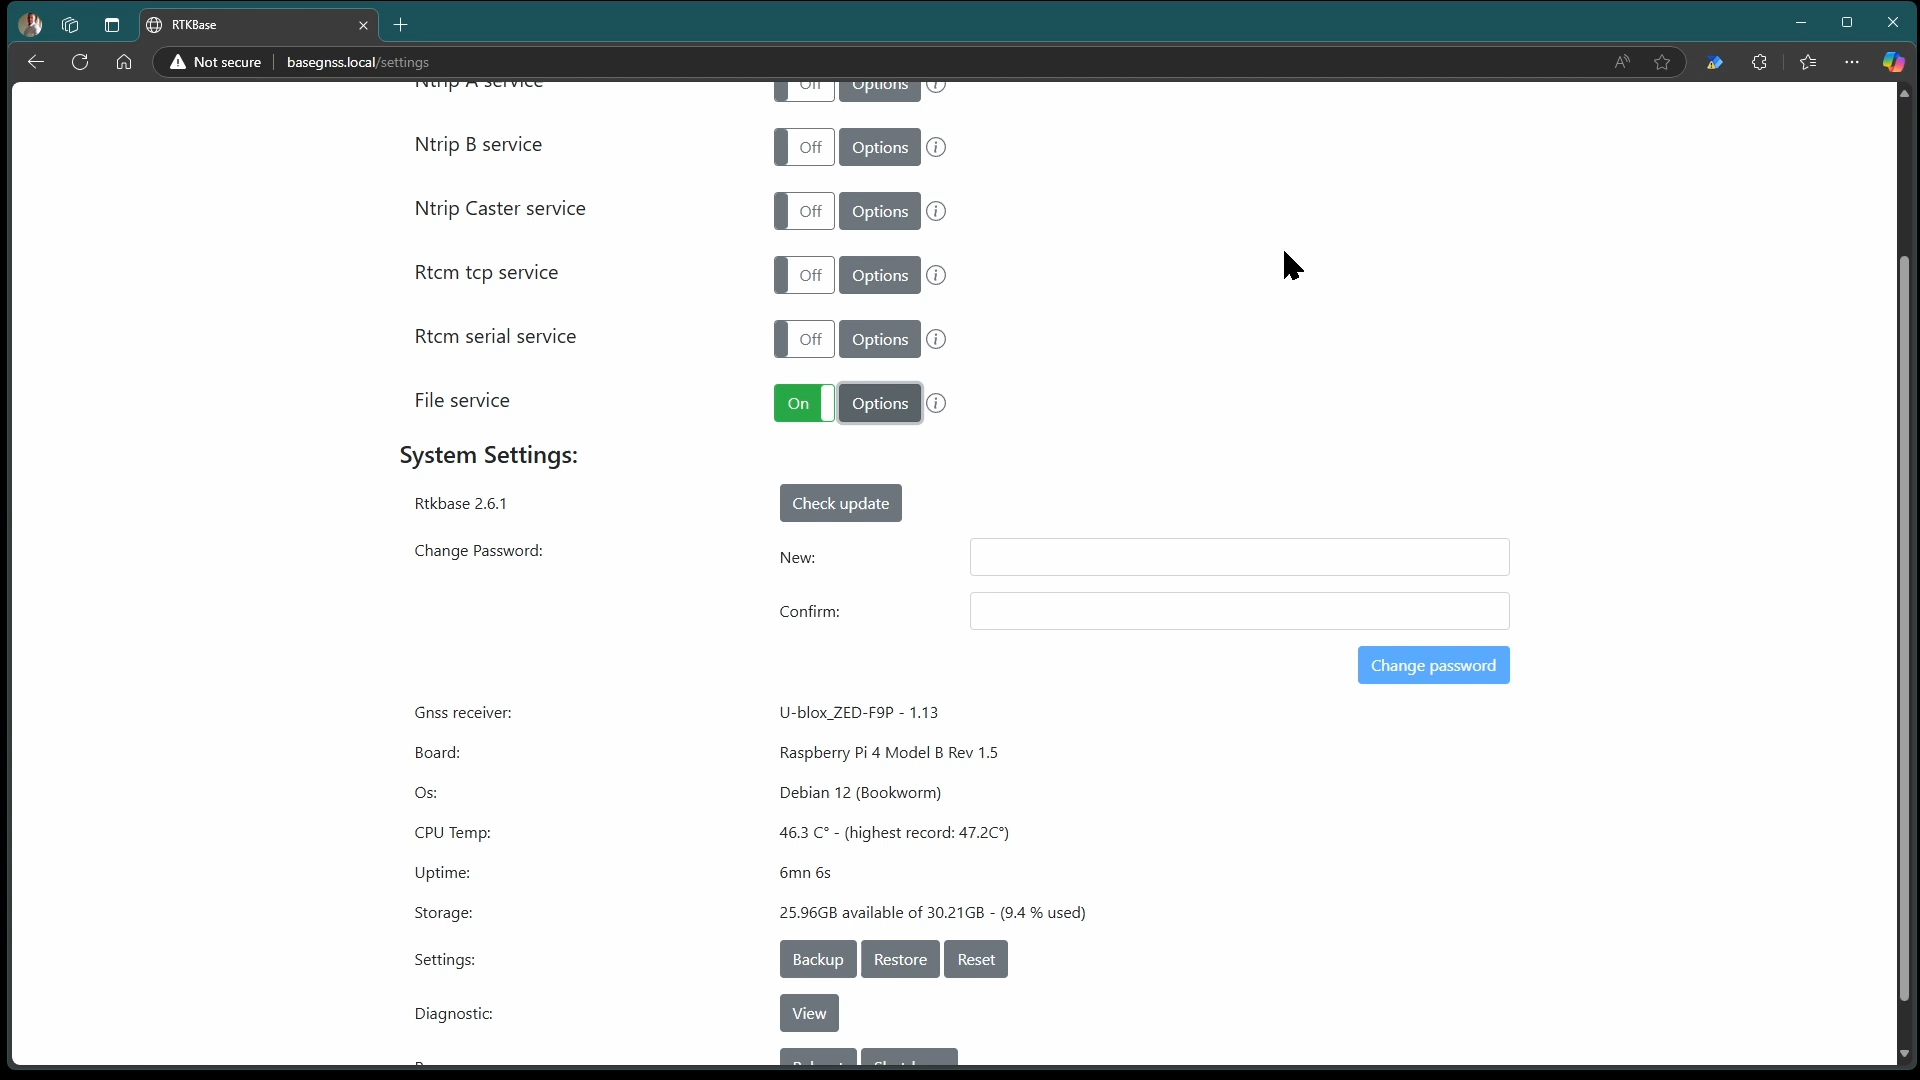 RTKBase
Not secure basegnss.local/settings
Ntrip A service Off Options
Ntrip B service Off Options
Ntrip Caster service Off Options
Rtcm tcp service Off Options
Rtcm serial service Off Options
File service On Options
System Settings:
Rtkbase 2.6.1 Check update
Change Password: New:
Confirm:
Change password
Gnss receiver: U-blox_ZED-F9P - 1.13
Board: Raspberry Pi 4 Model B Rev 1.5
Os: Debian 12 (Bookworm)
CPU Temp: 46.3 C° - (highest record: 47.2C°)
Uptime: 6mn 6s
Storage: 25.96GB available of 30.21GB - (9.4 % used)
Settings: Backup Restore Reset
Diagnostic: View